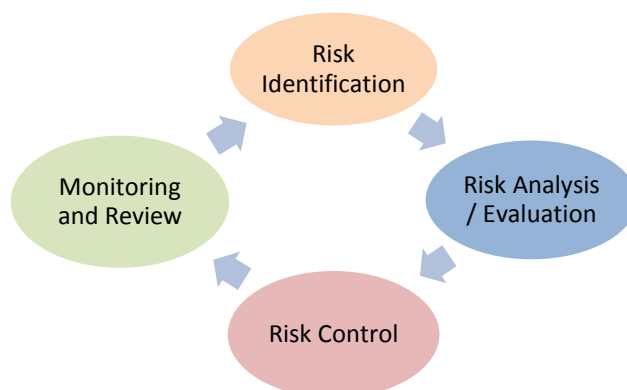 Risk
Identification
Risk Analysis
/ Evaluation
Risk Control
Monitoring
and Review